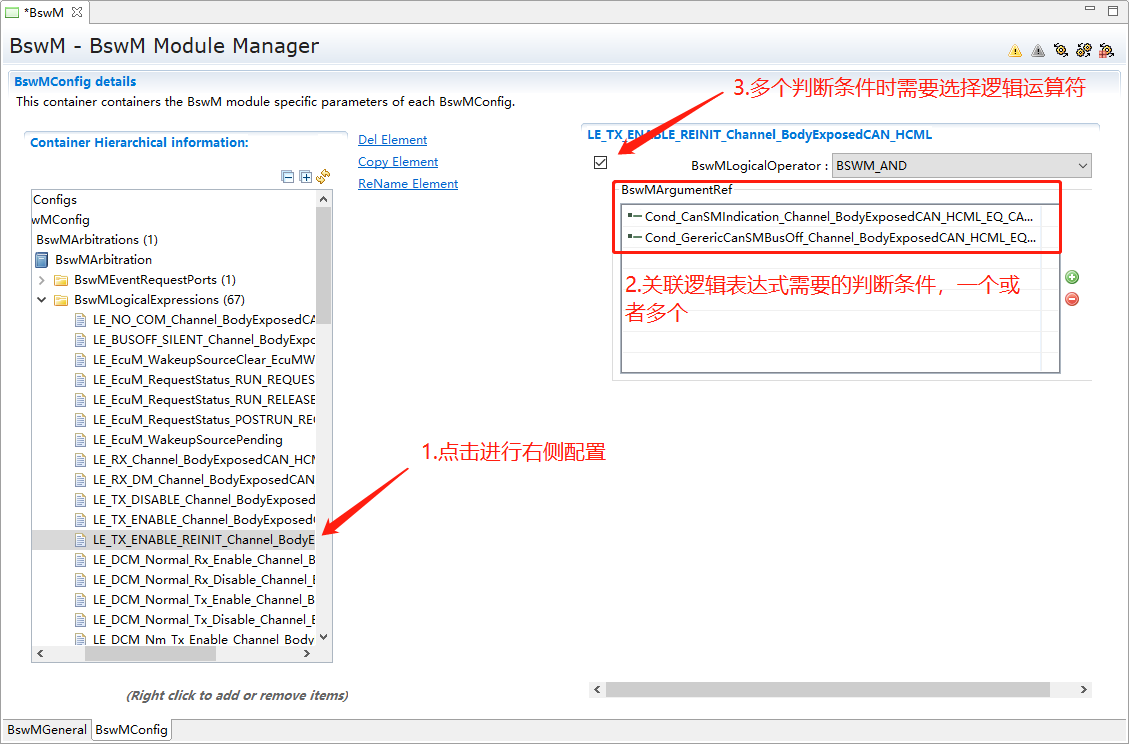 *BswM
BswM - BswM Module Manager
BswMConfig details
This container containers the BswM module specific parameters of each BswMConfig.
3.多个判断条件时需要选择逻辑运算符
Container Hierarchical information:
Del Element
Copy Element
ReName Element
LE_TX_ENABLE_REINIT_Channel_BodyExposedCAN_HCML
BswMLogicalOperator : BSWM_AND
BswMArgumentRef
Cond_CanSMIndication_Channel_BodyExposedCAN_HCML_EQ_CA...
Cond_GerericCanSMBusOff_Channel_BodyExposedCAN_HCML_EQ...
2.关联逻辑表达式需要的判断条件，一个或
者多个
Configs
wMConfig
BswMArbitrations (1)
BswMArbitration
BswMEventRequestPorts (1)
BswMLogicalExpressions (67)
LE_NO_COM_Channel_BodyExposedCA
LE_BUSOFF_SILENT_Channel_BodyExpo
LE_EcuM_WakeupSourceClear_EcuMW
LE_EcuM_RequestStatus_RUN_REQUES
LE_EcuM_RequestStatus_RUN_RELEASE
LE_EcuM_RequestStatus_POSTRUN_REC
LE_EcuM_WakeupSourcePending
LE_RX_Channel_BodyExposedCAN_HCM
LE_RX_DM_Channel_BodyExposedCAN
LE_TX_DISABLE_Channel_BodyExposed
LE_TX_ENABLE_Channel_BodyExposed
LE_TX_ENABLE_REINIT_Channel_BodyE
LE_DCM_Normal_Rx_Enable_Channel_B
LE_DCM_Normal_Rx_Disable_Channel_E
LE_DCM_Normal_Tx_Enable_Channel_B
LE_DCM_Normal_Tx_Disable_Channel_E
LE_DCM_Nm_Tx_Enable_Channel_Body
1.点击进行右侧配置
(Right click to add or remove items)
BswMGeneral
BswMConfig